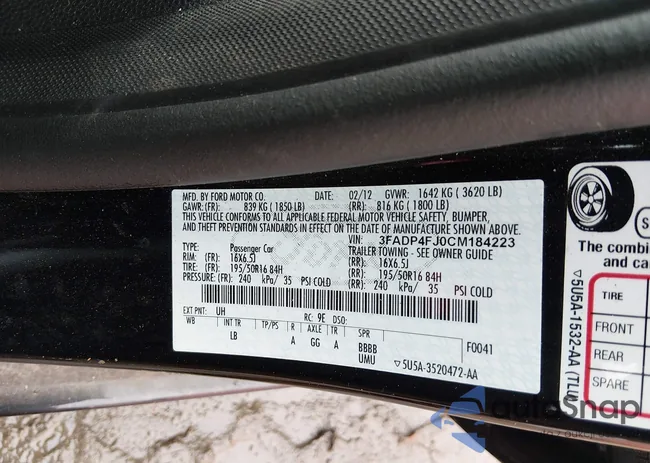 MFD. BY FORD MOTOR CO. DATE: 02/12 GVWR: 1642 KG ( 3620 LB)
GAWR: (FR) 839 KG ( 1850 LB) (RR): 816 KG ( 1800 LB)
THIS VEHICLE CONFORMS TO ALL APPLICABLE FEDERAL MOTOR VEHICLE SAFETY, BUMPER,
AND THEFT PREVENTION STANDARDS IN EFFECT ON THE DATE OF MANUFACTURE SHOWN ABOVE.
VIN: 3FADP4FJ0CM184223
TYPE: Passenger Car TRAILER TOWING - SEE OWNER GUIDE
RIM: (FR) 16X6.5J (RR): 16X6.5J
TIRES: (FR) 195/50R16 84H (RR): 195/50R16 84H
PRESSURE: (FR) 240 kPa/ 35 PSI COLD (RR) 240 kPa/ 35 PSI COLD
EXT PNT: UH RC: 9E DSO:
WB INT TR TP/PS R AXLE TR SPR F0041
LB A GG A BBBB
UMU ▽5U5A-3520472-AA
The combin
and ca
TIRE
FRONT
REAR
SPARE
▽5U5A-1532-AA (TLU)
autoSnap